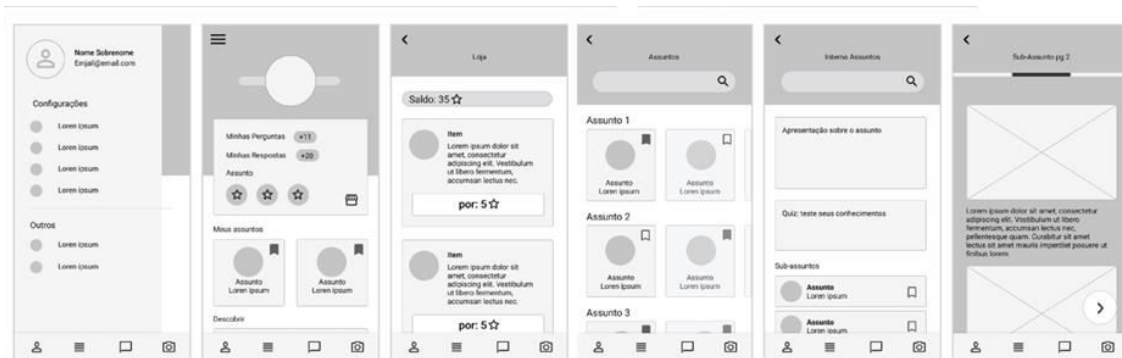 Nome Sobrenome
Emjail@email.com
Configurações
Loren ipsum
Loren ipsum
Loren ipsum
Loren ipsum
Outros
Loren ipsum
Loren ipsum
Minhas Perguntas +11
Minhas Respostas +20
Assunto
Meus assuntos
Assunto
Loren ipsum
Assunto
Loren ipsum
Descobrir
Loja
Saldo: 35
Item
Lorem ipsum dolor sit
amet, consectetur
adipiscing elit. Vestibulum
ut libero fermentum,
accumsan lectus nec.
por: 5
Item
Lorem ipsum dolor sit
amet, consectetur
adipiscing elit. Vestibulum
ut libero fermentum,
accumsan lectus nec.
por: 5
Assuntos
Assunto 1
Assunto
Loren ipsum
Assunto
Loren ipsum
Assunto 2
Assunto
Loren ipsum
Assunto
Loren ipsum
Assunto 3
Interna Assuntos
Apresentação sobre o assunto
Quiz: teste seus conhecimentos
Sub-assuntos
Assunto
Loren ipsum
Assunto
Loren ipsum
Sub-Assunto pg 2
Lorem ipsum dolor sit amet, consectetur
adipiscing elit. Vestibulum ut libero
fermentum, accumsan lectus nec,
pellentesque quam. Curabitur sit amet
lectus sit amet mauris imperdiet posuere ut
finibus lorem.